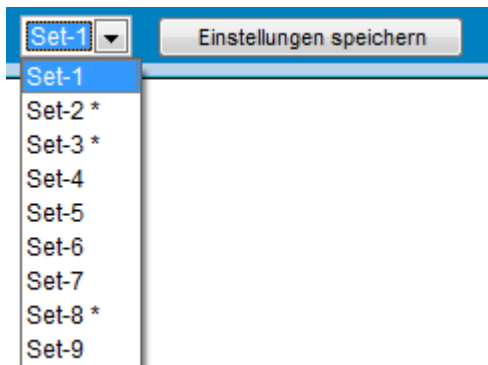 Set-1 Einstellungen speichern
Set-1
Set-2 *
Set-3 *
Set-4
Set-5
Set-6
Set-7
Set-8 *
Set-9